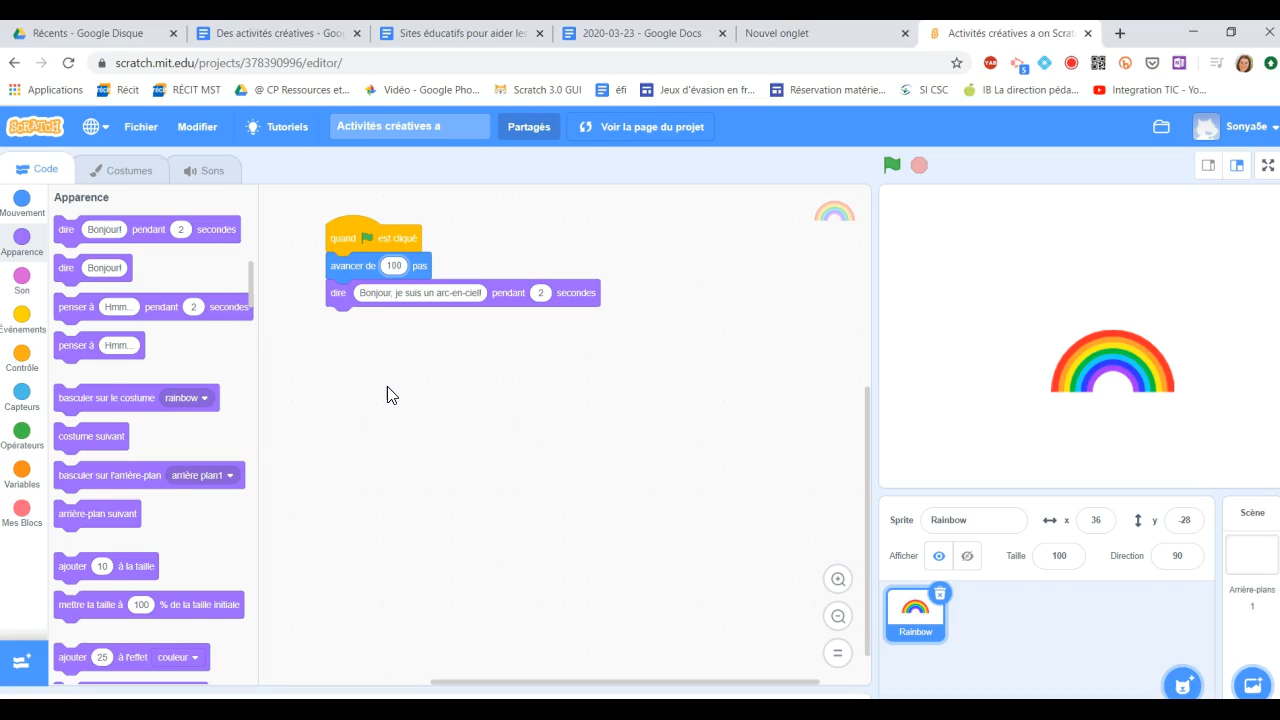 Récents - Google Disque
Des activités créatives - Goo
Sites éducatifs pour aider les
2020-03-23 - Google Docs
Nouvel onglet
Activités créatives a on Scrat
scratch.mit.edu/projects/378390996/editor/
Applications
Récit
RÉCIT MST
@ CP Ressources et...
Vidéo - Google Pho...
Scratch 3.0 GUI
éfi
Jeux d'évasion en fr...
Réservation matérie...
SI CSC
IB La direction péda...
Integration TIC - Yo...
SCRATCH
Fichier
Modifier
Tutoriels
Activités créatives a
Partagés
Voir la page du projet
Sonya5e
Code
Costumes
Sons
Mouvement
Apparence
Son
Événements
Contrôle
Capteurs
Opérateurs
Variables
Mes Blocs
Apparence
dire Bonjour! pendant 2 secondes
dire Bonjour!
penser à Hmm... pendant 2 secondes
penser à Hmm...
basculer sur le costume rainbow
costume suivant
basculer sur l'arrière-plan arrière plan1
arrière-plan suivant
ajouter 10 à la taille
mettre la taille à 100 % de la taille initiale
ajouter 25 à l'effet couleur
quand est cliqué
avancer de 100 pas
dire Bonjour, je suis un arc-en-ciel! pendant 2 secondes
Sprite Rainbow x 36 y -28
Afficher Taille 100 Direction 90
Rainbow
Scène
Arrière-plans
1